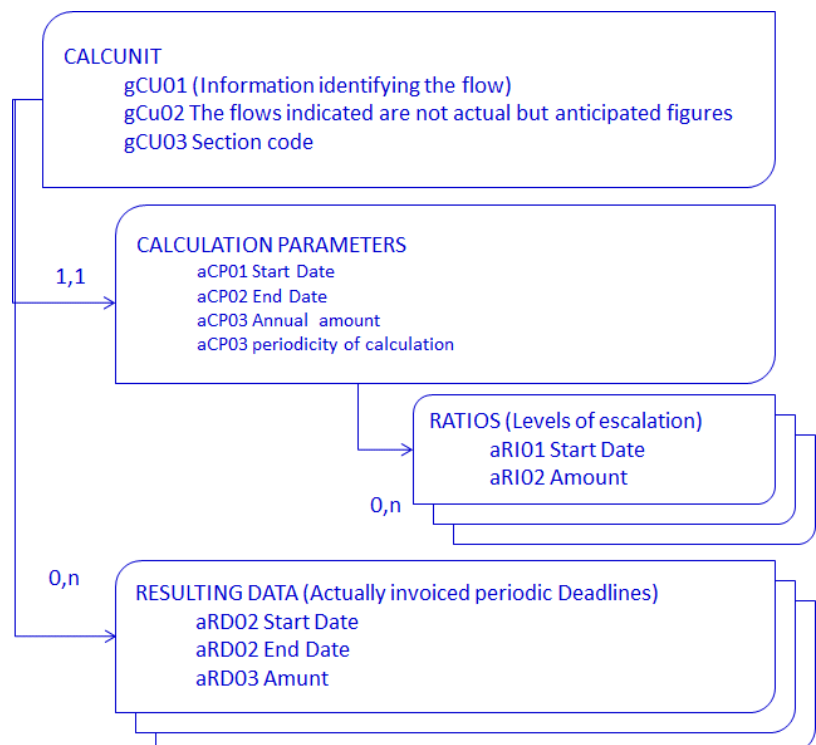 CALCUNIT
gCU01 (Information identifying the flow)
gCu02 The flows indicated are not actual but anticipated figures
gCU03 Section code
CALCULATION PARAMETERS
aCP01 Start Date
aCP02 End Date
aCP03 Annual amount
aCP03 periodicity of calculation
1,1
RATIOS (Levels of escalation)
aRI01 Start Date
aRI02 Amount
0,n
0,n
RESULTING DATA (Actually invoiced periodic Deadlines)
aRD02 Start Date
aRD02 End Date
aRD03 Amunt